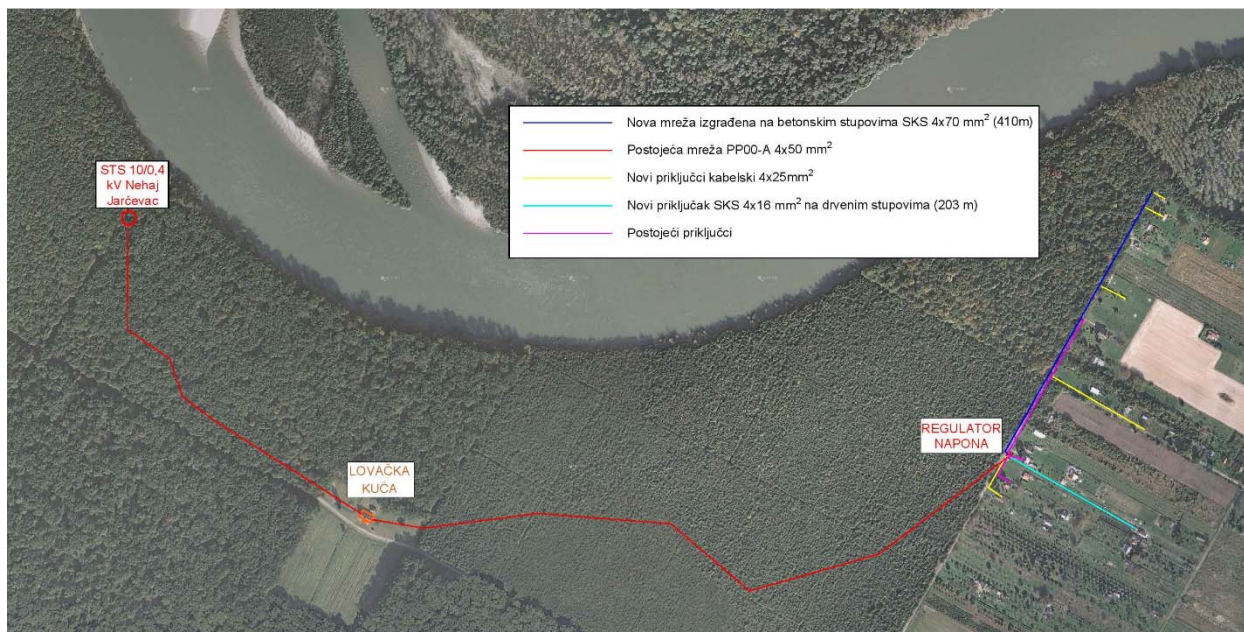 Nova mreža izgrađena na betonskim stupovima SKS 4x70 mm² (410m)
Postojeća mreža PP00-A 4x50 mm²
Novi priključci kabelski 4x25mm²
Novi priključak SKS 4x16 mm² na drvenim stupovima (203 m)
Postojeći priključci
STS 10/0,4
kV Nehaj
Jarčevac
LOVAČKA
KUĆA
REGULATOR
NAPONA